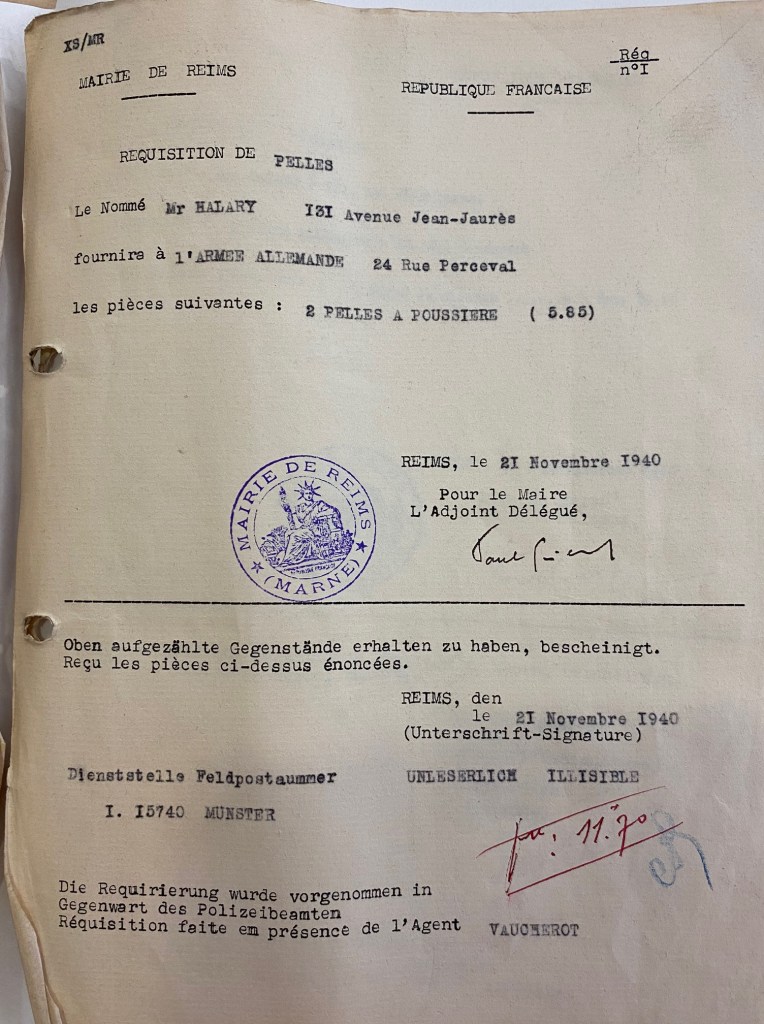 XS/MR
MAIRIE DE REIMS
Réq
n°I
REPUBLIQUE FRANCAISE
REQUISITION DE PELLES
Le Nommé Mr HALARY I3I Avenue Jean-Jaurès
fournira à l'ARMEE ALLEMANDE 24 Rue Perceval
les pièces suivantes : 2 PELLES A POUSSIERE ( 5.85)
REIMS, le 2I Novembre I940
Pour le Maire
L'Adjoint Délégué,
MAIRIE DE REIMS
(MARNE)
Oben aufgezählte Gegenstände erhalten zu haben, bescheinigt.
Reçu les pièces ci-dessus énoncées.
REIMS, den
le 2I Novembre I940
(Unterschrift-Signature)
Dienststelle Feldpostaummer UNLESERLICH ILLISIBLE
I. I5740 MUNSTER
11.70
Die Requirierung wurde vorgenommen in
Gegenwart des Polizeibeamten
Réquisition faite em présence de l'Agent VAUCHEROT